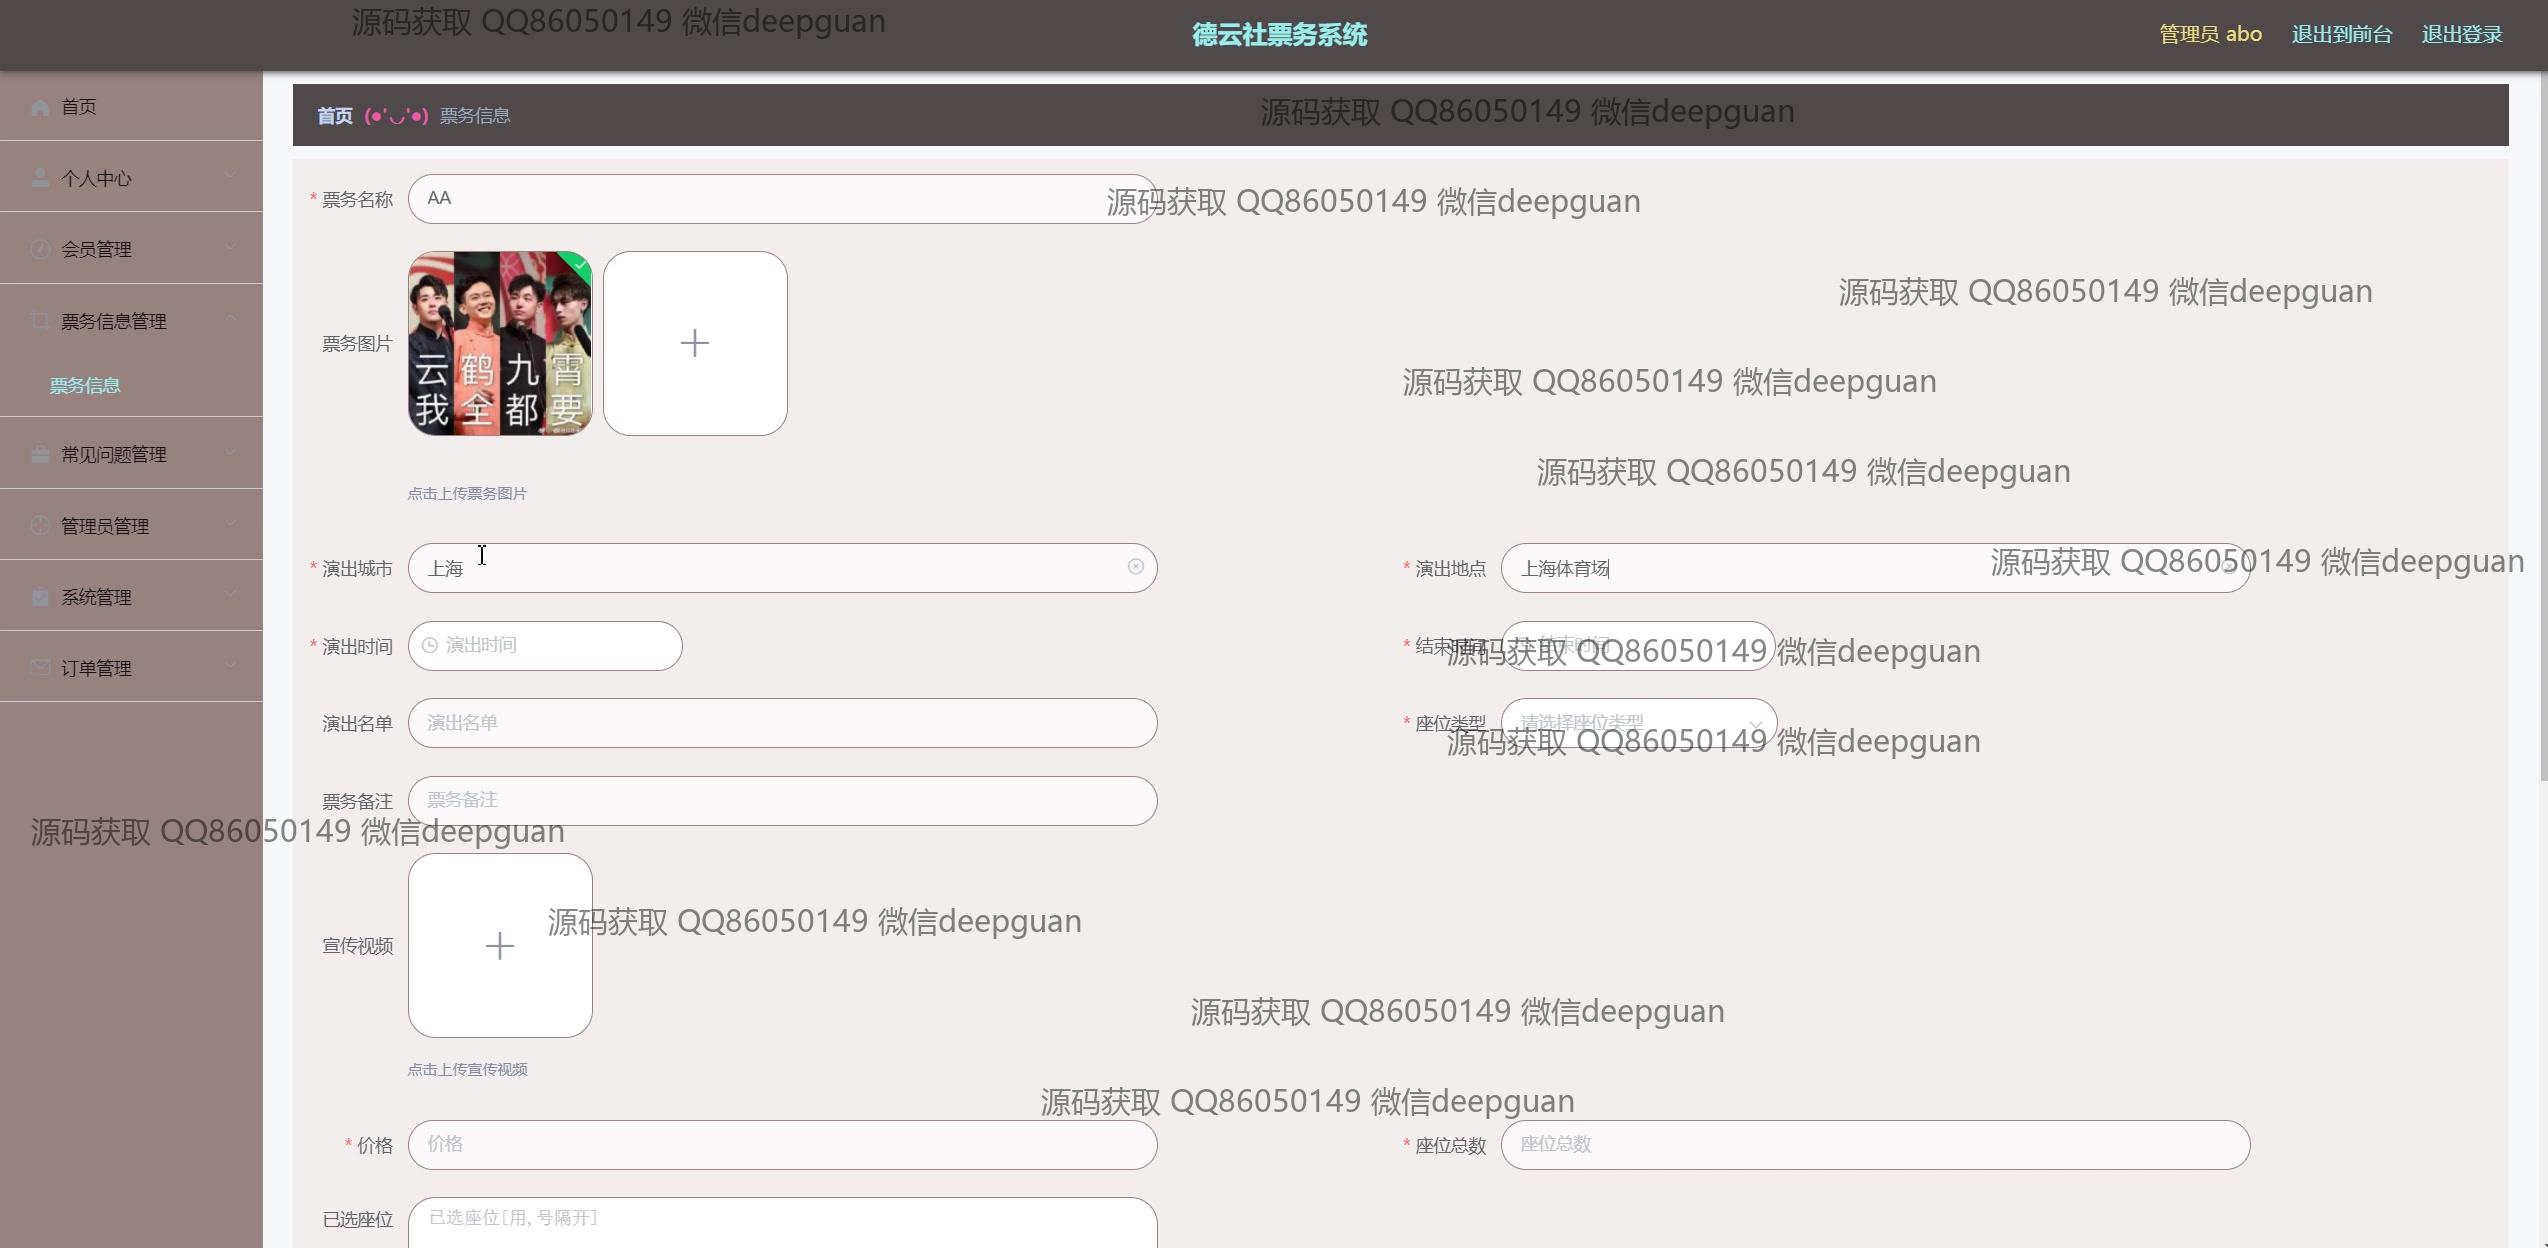 源码获取 QQ86050149 微信deepguan
德云社票务系统
管理员 abo 退出到前台 退出登录
首页
个人中心
会员管理
票务信息管理
票务信息
常见问题管理
管理员管理
系统管理
订单管理
首页 (●'◡'●) 票务信息
源码获取 QQ86050149 微信deepguan
* 票务名称 AA
源码获取 QQ86050149 微信deepguan
源码获取 QQ86050149 微信deepguan
票务图片
云 鹤 九 霄
我 全 都 要
源码获取 QQ86050149 微信deepguan
源码获取 QQ86050149 微信deepguan
点击上传票务图片
* 演出城市 上海
* 演出地点 上海体育场
源码获取 QQ86050149 微信deepguan
* 演出时间 演出时间
* 结束时间 结束时间
源码获取 QQ86050149 微信deepguan
演出名单 演出名单
* 座位类型 请选择座位类型
源码获取 QQ86050149 微信deepguan
票务备注 票务备注
源码获取 QQ86050149 微信deepguan
宣传视频
源码获取 QQ86050149 微信deepguan
源码获取 QQ86050149 微信deepguan
点击上传宣传视频
源码获取 QQ86050149 微信deepguan
* 价格 价格
* 座位总数 座位总数
已选座位 已选座位[用,号隔开]